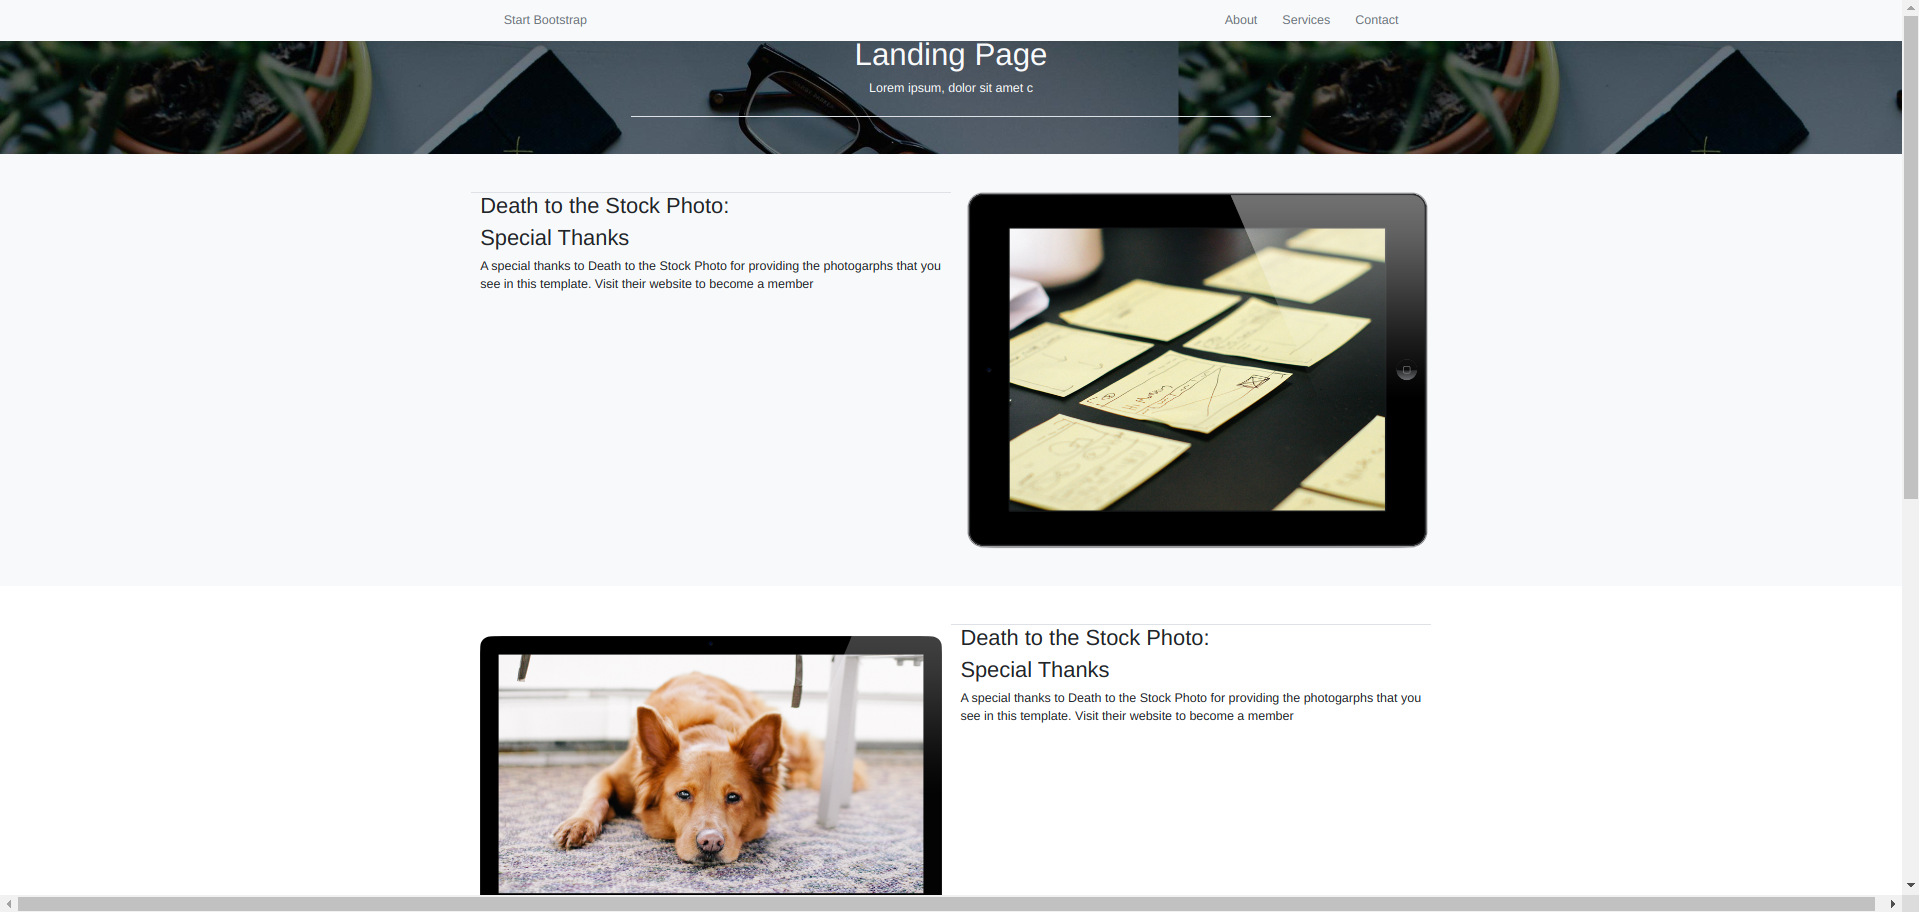 Start Bootstrap
About Services Contact
Landing Page
Lorem ipsum, dolor sit amet c
Death to the Stock Photo:
Special Thanks
A special thanks to Death to the Stock Photo for providing the photogarphs that you
see in this template. Visit their website to become a member
Death to the Stock Photo:
Special Thanks
A special thanks to Death to the Stock Photo for providing the photogarphs that you
see in this template. Visit their website to become a member